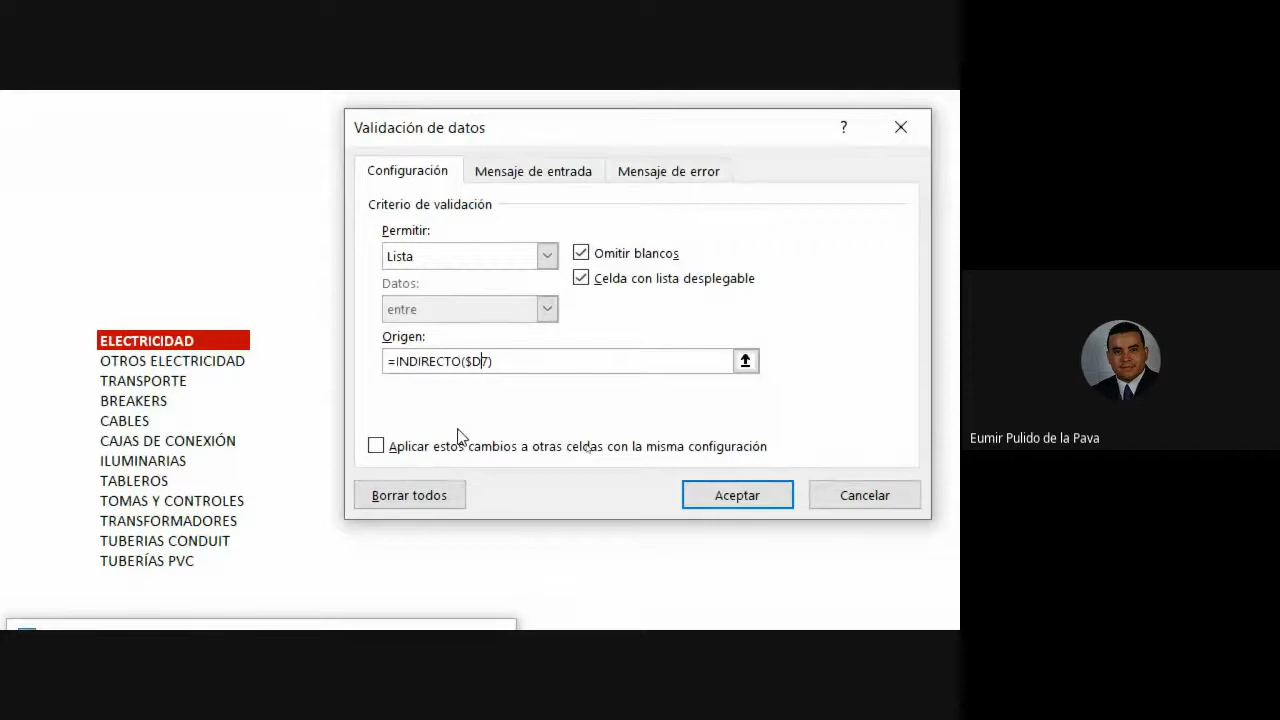 Validación de datos
?
Configuración
Mensaje de entrada
Mensaje de error
Criterio de validación
Permitir:
Lista
Omitir blancos
Celda con lista desplegable
Datos:
entre
Origen:
=INDIRECTO($D7)
Aplicar estos cambios a otras celdas con la misma configuración
Borrar todos
Aceptar
Cancelar
ELECTRICIDAD
OTROS ELECTRICIDAD
TRANSPORTE
BREAKERS
CABLES
CAJAS DE CONEXIÓN
ILUMINARIAS
TABLEROS
TOMAS Y CONTROLES
TRANSFORMADORES
TUBERIAS CONDUIT
TUBERÍAS PVC
Eumir Pulido de la Pava